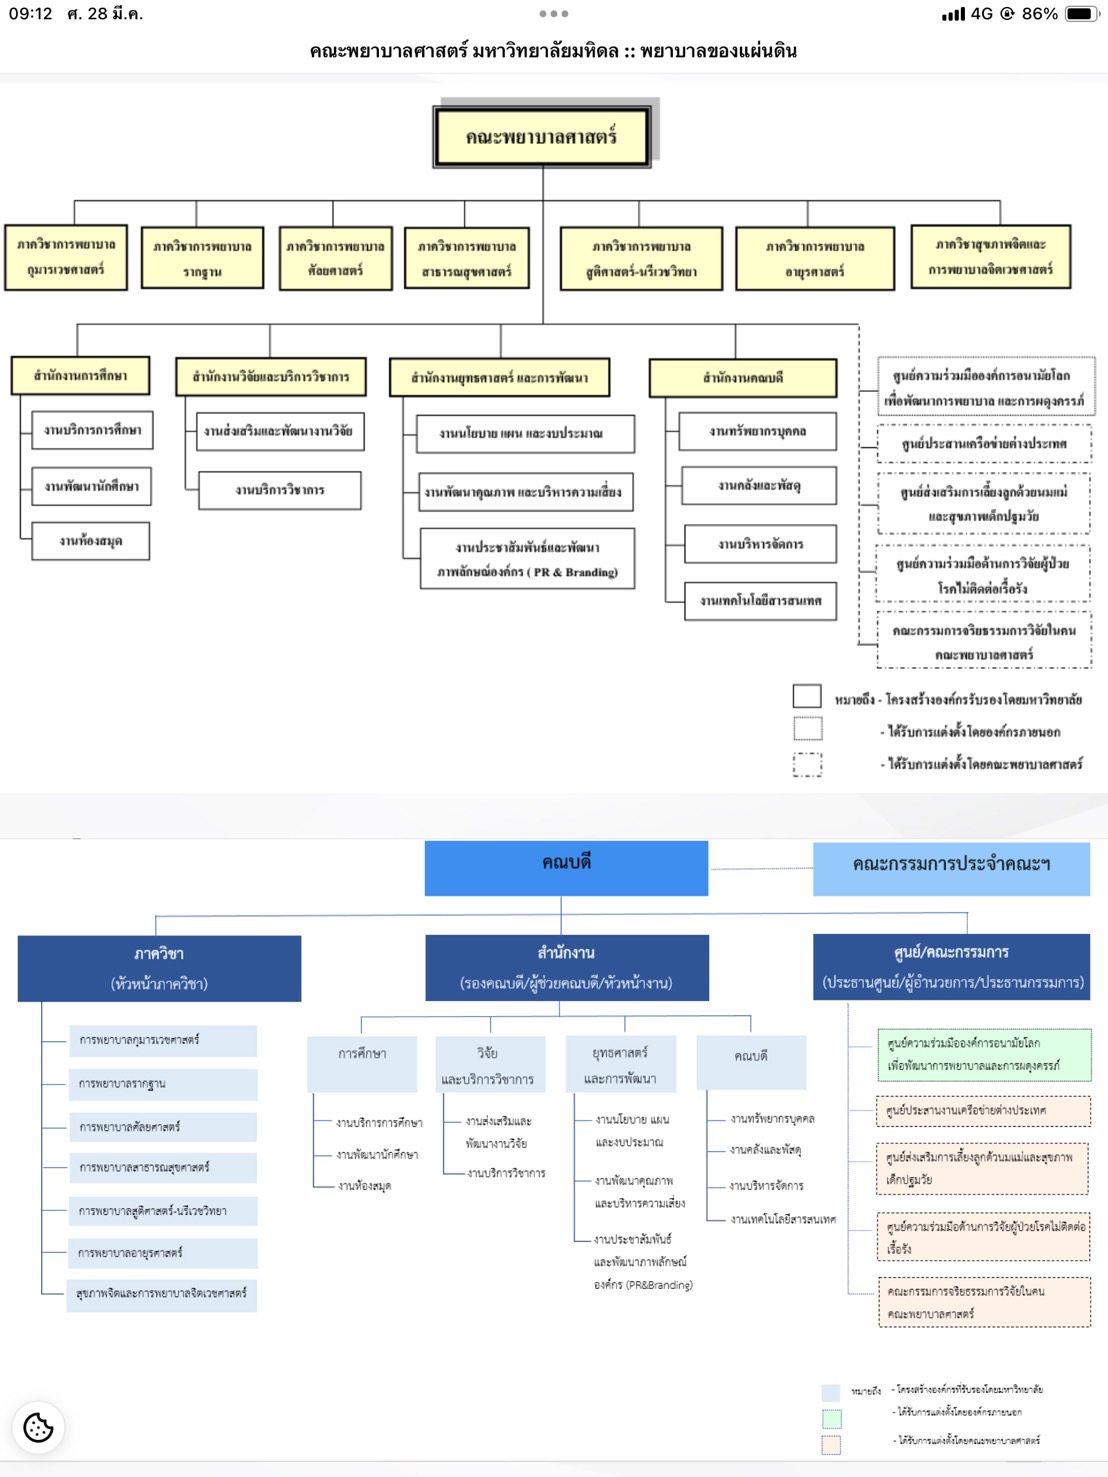 09:12 ศ. 28 มี.ค.
4G 86%
คณะพยาบาลศาสตร์ มหาวิทยาลัยมหิดล :: พยาบาลของแผ่นดิน
คณะพยาบาลศาสตร์
ภาควิชาการพยาบาล
กุมารเวชศาสตร์
ภาควิชาการพยาบาล
รากฐาน
ภาควิชาการพยาบาล
ศัลยศาสตร์
ภาควิชาการพยาบาล
สาธารณสุขศาสตร์
ภาควิชาการพยาบาล
สูติศาสตร์-นรีเวชวิทยา
ภาควิชาการพยาบาล
อายุรศาสตร์
ภาควิชาสุขภาพจิตและ
การพยาบาลจิตเวชศาสตร์
สำนักงานการศึกษา
งานบริการการศึกษา
งานพัฒนานักศึกษา
งานห้องสมุด
สำนักงานวิจัยและบริการวิชาการ
งานส่งเสริมและพัฒนางานวิจัย
งานบริการวิชาการ
สำนักงานยุทธศาสตร์ และการพัฒนา
งานนโยบาย แผน และงบประมาณ
งานพัฒนาคุณภาพ และบริหารความเสี่ยง
งานประชาสัมพันธ์และพัฒนา
ภาพลักษณ์องค์กร ( PR & Branding)
สำนักงานคณบดี
งานทรัพยากรบุคคล
งานคลังและพัสดุ
งานบริหารจัดการ
งานเทคโนโลยีสารสนเทศ
ศูนย์ความร่วมมือองค์การอนามัยโลก
เพื่อพัฒนาการพยาบาล และการผดุงครรภ์
ศูนย์ประสานเครือข่ายต่างประเทศ
ศูนย์ส่งเสริมการเลี้ยงลูกด้วยนมแม่
และสุขภาพเด็กปฐมวัย
ศูนย์ความร่วมมือด้านการวิจัยผู้ป่วย
โรคไม่ติดต่อเรื้อรัง
คณะกรรมการจริยธรรมการวิจัยในคน
คณะพยาบาลศาสตร์
หมายถึง - โครงสร้างองค์กรรับรองโดยมหาวิทยาลัย
- ได้รับการแต่งตั้งโดยองค์กรภายนอก
- ได้รับการแต่งตั้งโดยคณะพยาบาลศาสตร์
คณบดี
คณะกรรมการประจำคณะฯ
ภาควิชา
(หัวหน้าภาควิชา)
สำนักงาน
(รองคณบดี/ผู้ช่วยคณบดี/หัวหน้างาน)
ศูนย์/คณะกรรมการ
(ประธานศูนย์/ผู้อำนวยการ/ประธานกรรมการ)
การพยาบาลกุมารเวชศาสตร์
การพยาบาลรากฐาน
การพยาบาลศัลยศาสตร์
การพยาบาลสาธารณสุขศาสตร์
การพยาบาลสูติศาสตร์-นรีเวชวิทยา
การพยาบาลอายุรศาสตร์
สุขภาพจิตและการพยาบาลจิตเวชศาสตร์
การศึกษา
งานบริการการศึกษา
งานพัฒนานักศึกษา
งานห้องสมุด
วิจัย
และบริการวิชาการ
งานส่งเสริมและ
พัฒนางานวิจัย
งานบริการวิชาการ
ยุทธศาสตร์
และการพัฒนา
งานนโยบาย แผน
และงบประมาณ
งานพัฒนาคุณภาพ
และบริหารความเสี่ยง
งานประชาสัมพันธ์
และพัฒนาภาพลักษณ์
องค์กร (PR&Branding)
คณบดี
งานทรัพยากรบุคคล
งานคลังและพัสดุ
งานบริหารจัดการ
งานเทคโนโลยีสารสนเทศ
ศูนย์ความร่วมมือองค์การอนามัยโลก
เพื่อพัฒนาการพยาบาลและการผดุงครรภ์
ศูนย์ประสานงานเครือข่ายต่างประเทศ
ศูนย์ส่งเสริมการเลี้ยงลูกด้วนมแม่และสุขภาพ
เด็กปฐมวัย
ศูนย์ความร่วมมือด้านการวิจัยผู้ป่วยโรคไม่ติดต่อ
เรื้อรัง
คณะกรรมการจริยธรรมการวิจัยในคน
คณะพยาบาลศาสตร์
หมายถึง - โครงสร้างองค์กรที่รับรองโดยมหาวิทยาลัย
- ได้รับการแต่งตั้งโดยองค์กรภายนอก
- ได้รับการแต่งตั้งโดยคณะพยาบาลศาสตร์